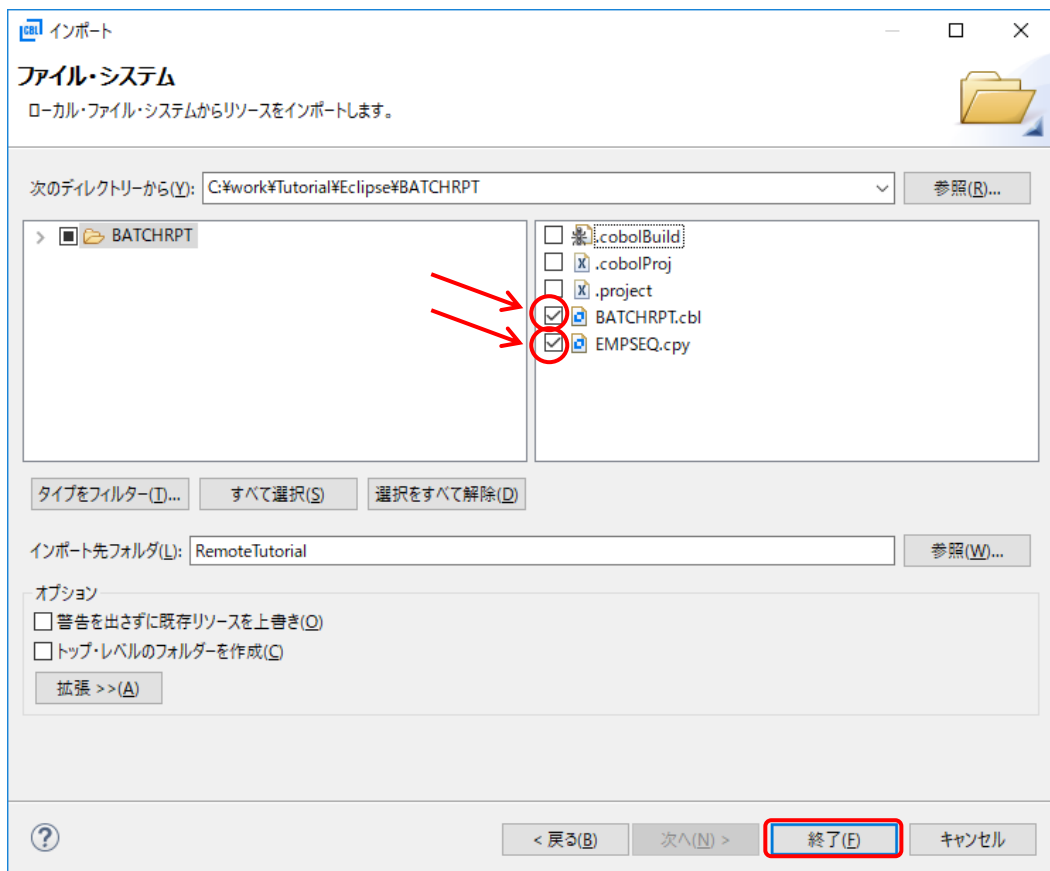 CBL インポート
ファイル・システム
ローカル・ファイル・システムからリソースをインポートします。
次のディレクトリーから(Y): C:¥work¥Tutorial¥Eclipse¥BATCHRPT 参照(R)...
BATCHRPT
.cobolBuild
.cobolProj
.project
BATCHRPT.cbl
EMPSEQ.cpy
タイプをフィルター(T)... すべて選択(S) 選択をすべて解除(D)
インポート先フォルダ(L): RemoteTutorial 参照(W)...
オプション
警告を出さずに既存リソースを上書き(O)
トップ・レベルのフォルダーを作成(C)
拡張 >>(A)
< 戻る(B) 次へ(N) > 終了(F) キャンセル